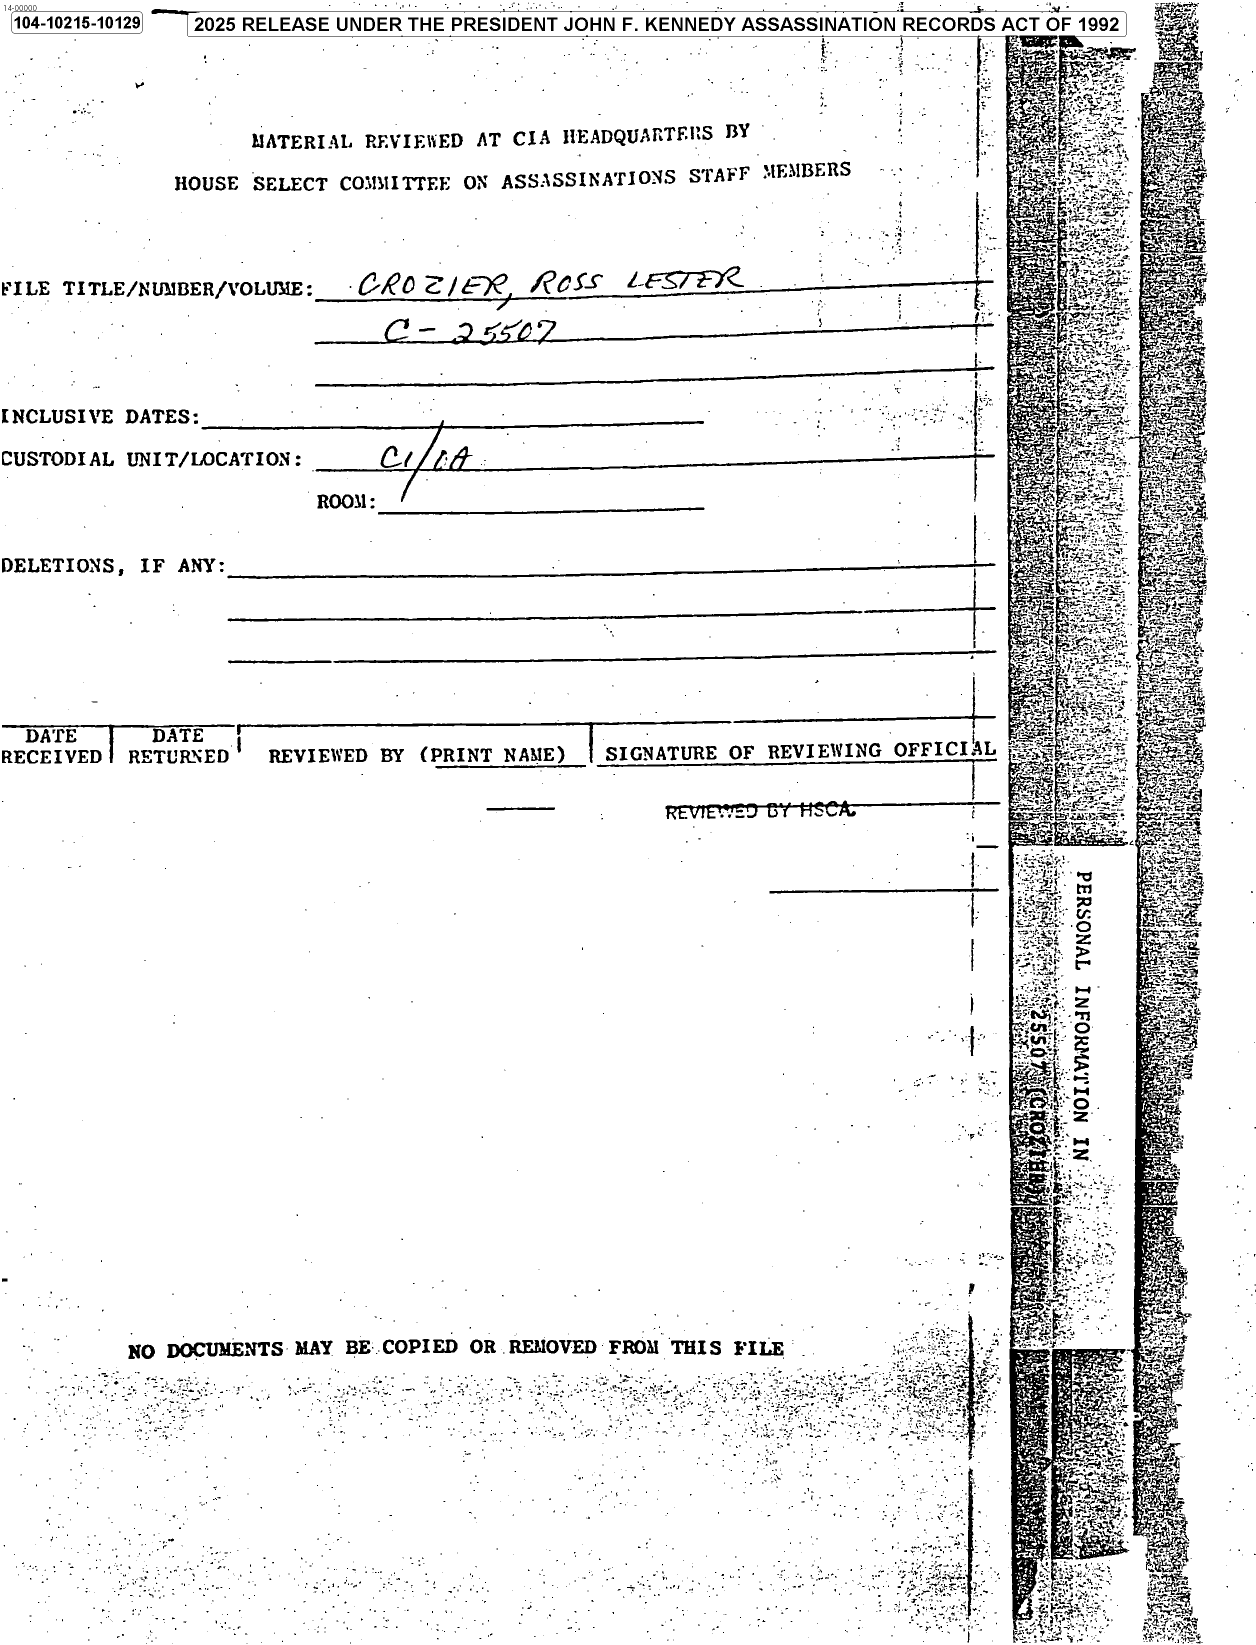 14-00000
104-10215-10129
2025 RELEASE UNDER THE PRESIDENT JOHN F. KENNEDY ASSASSINATION RECORDS ACT OF 1992
MATERIAL REVIEWED AT CIA HEADQUARTERS BY
HOUSE SELECT COMMITTEE ON ASSASSINATIONS STAFF MEMBERS
FILE TITLE/NUMBER/VOLUME: CROZIER, ROSS LESTER
C - 25507
INCLUSIVE DATES:
CUSTODIAL UNIT/LOCATION: CI/OA
ROOM:
DELETIONS, IF ANY:
DATE RECEIVED
DATE RETURNED
REVIEWED BY (PRINT NAME)
SIGNATURE OF REVIEWING OFFICIAL
REVIEWED BY HSCA
NO DOCUMENTS MAY BE COPIED OR REMOVED FROM THIS FILE
PERSONAL INFORMATION IN
25507 (CROZIER)